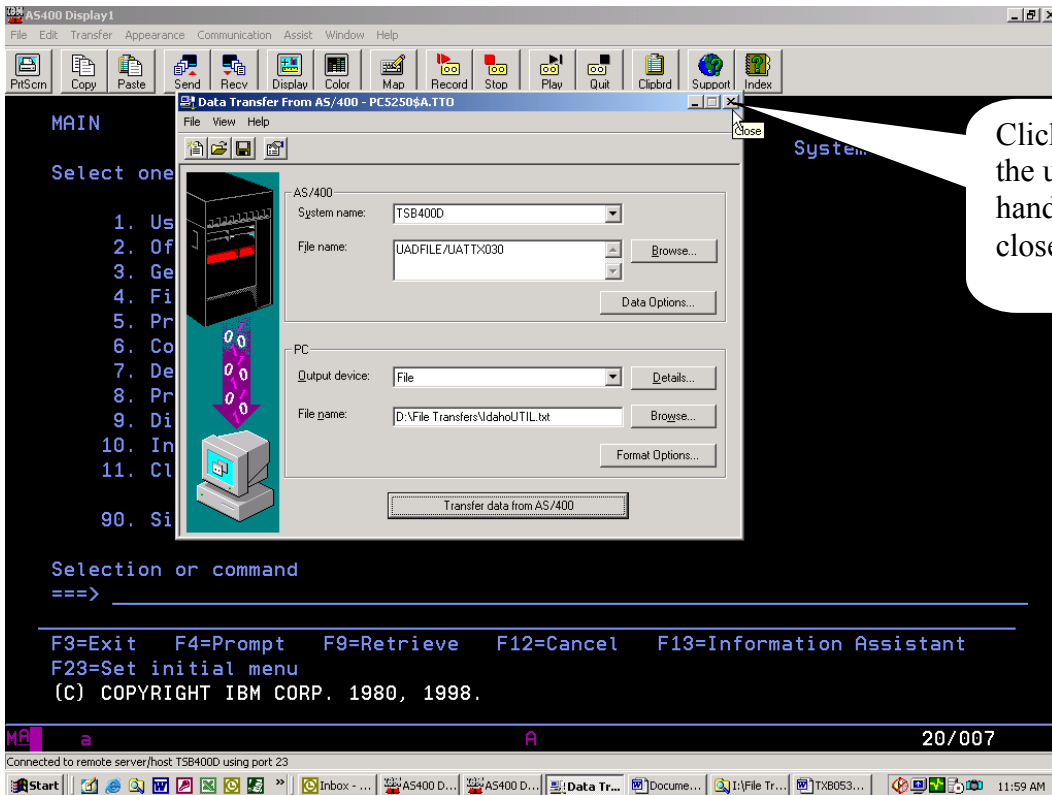 AS400 Display1
File Edit Transfer Appearance Communication Assist Window Help
PrtScrn Copy Paste Send Recv Display Color Map Record Stop Play Quit Clipbrd Support Index
Data Transfer From AS/400 - PC5250$A.TTO
File View Help
Close
MAIN
System
Select one
1. Us
2. Of
3. Ge
4. Fi
5. Pr
6. Co
7. De
8. Pr
9. Di
10. In
11. Cl
90. Si
AS/400
System name: TSB400D
File name: UADFILE/UATTX030 Browse...
Data Options...
PC
Output device: File Details...
File name: D:\File Transfers\IdahoUTIL.txt Browse...
Format Options...
Transfer data from AS/400
Click
the u
hand
close
Selection or command
===>
F3=Exit F4=Prompt F9=Retrieve F12=Cancel F13=Information Assistant
F23=Set initial menu
(C) COPYRIGHT IBM CORP. 1980, 1998.
MA a A 20/007
Connected to remote server/host TSB400D using port 23
Start Inbox - ... AS400 D... AS400 D... Data Tr... Docume... I:\File Tr... TXB053... 11:59 AM